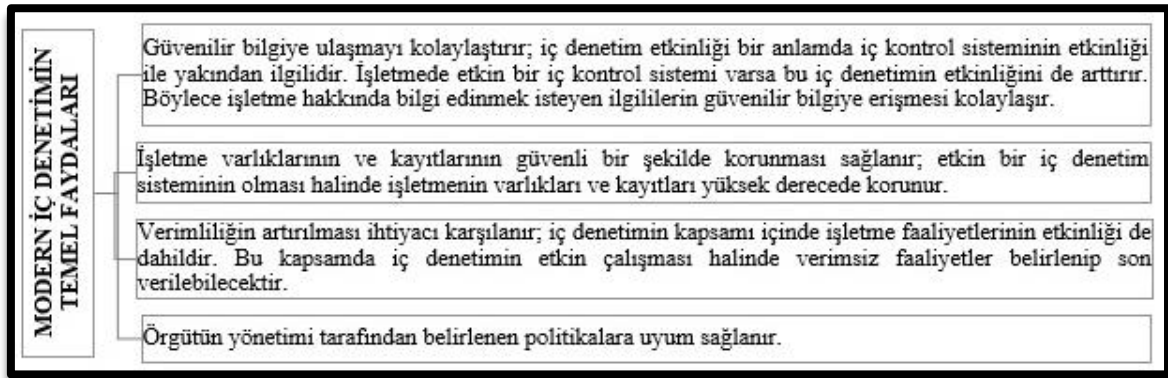 MODERN İÇ DENETİMİN
TEMEL FAYDALARI
Güvenilir bilgiye ulaşmayı kolaylaştırır; iç denetim etkinliği bir anlamda iç kontrol sisteminin etkinliği
ile yakından ilgilidir. İşletmede etkin bir iç kontrol sistemi varsa bu iç denetimin etkinliğini de arttırır.
Böylece işletme hakkında bilgi edinmek isteyen ilgililerin güvenilir bilgiye erişmesi kolaylaşır.
İşletme varlıklarının ve kayıtlarının güvenli bir şekilde korunması sağlanır; etkin bir iç denetim
sisteminin olması halinde işletmenin varlıkları ve kayıtları yüksek derecede korunur.
Verimliliğin artırılması ihtiyacı karşılanır; iç denetimin kapsamı içinde işletme faaliyetlerinin etkinliği de
dahildir. Bu kapsamda iç denetimin etkin çalışması halinde verimsiz faaliyetler belirlenip son
verilebilecektir.
Örgütün yönetimi tarafından belirlenen politikalara uyum sağlanır.